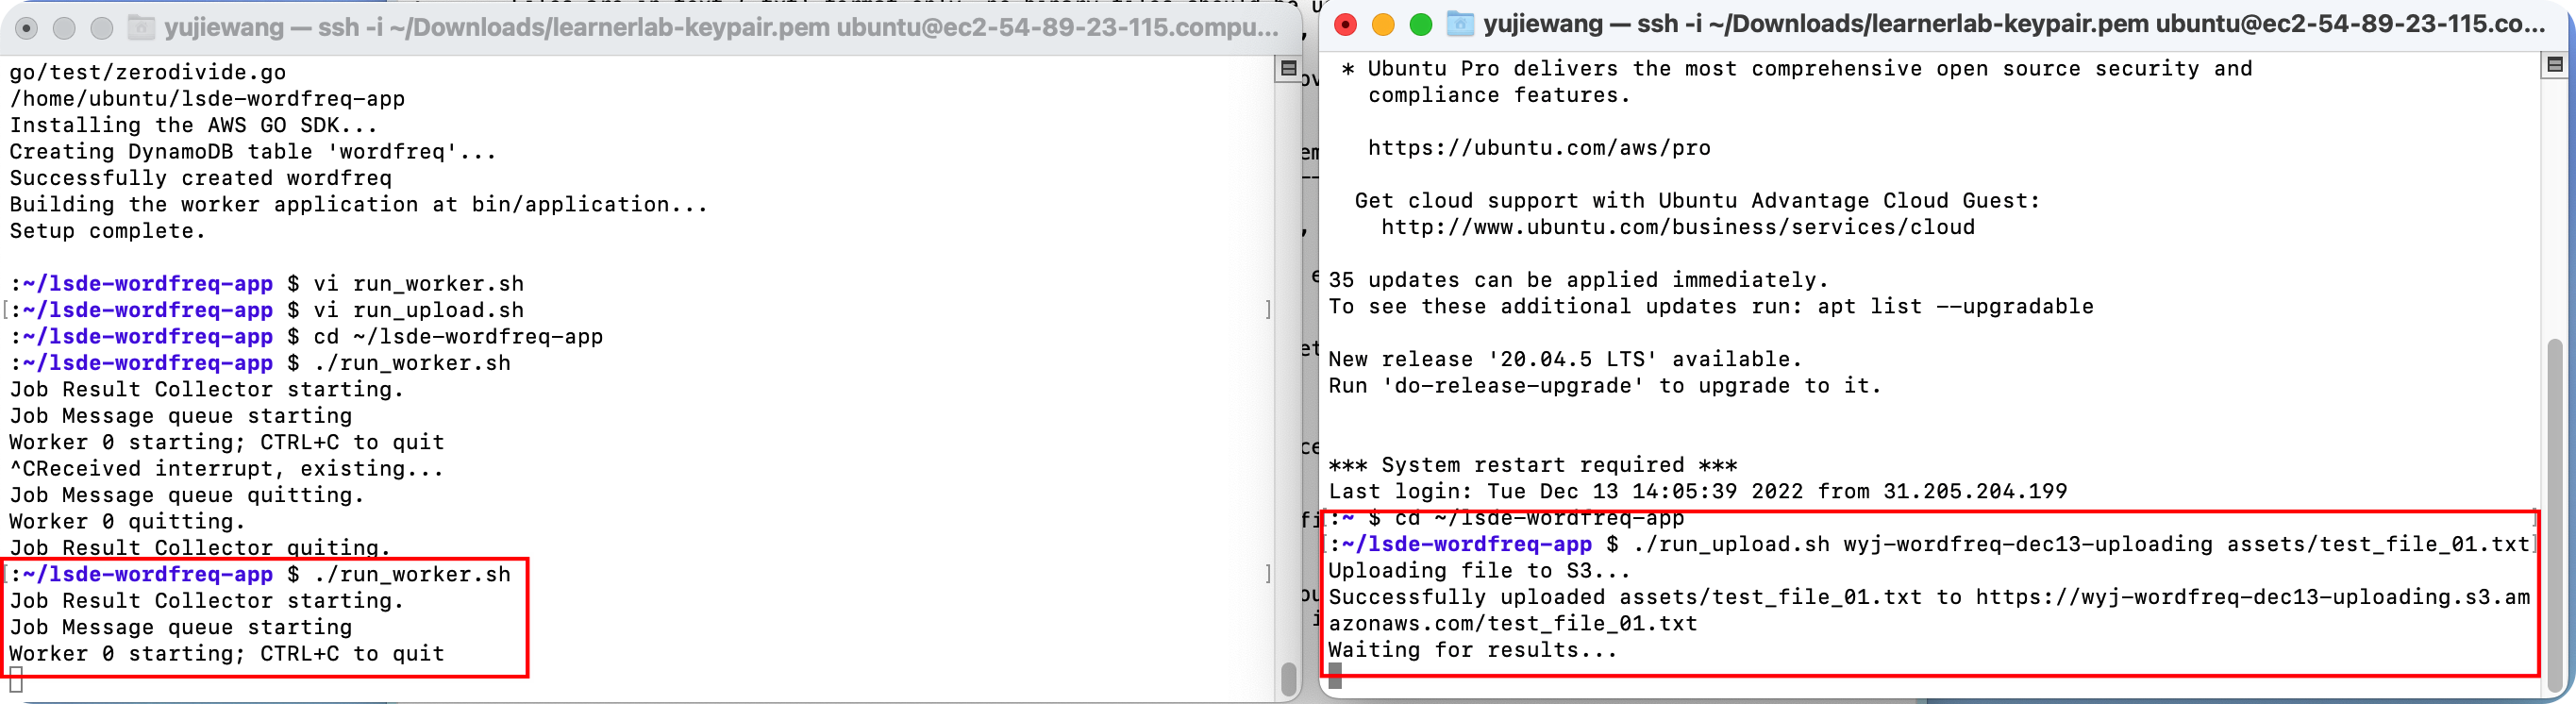 yujiewang — ssh -i ~/Downloads/learnerlab-keypair.pem ubuntu@ec2-54-89-23-115.compu...
go/test/zerodivide.go
/home/ubuntu/lsde-wordfreq-app
Installing the AWS GO SDK...
Creating DynamoDB table 'wordfreq'...
Successfully created wordfreq
Building the worker application at bin/application...
Setup complete.
:~/lsde-wordfreq-app $ vi run_worker.sh
[:~/lsde-wordfreq-app $ vi run_upload.sh ]
:~/lsde-wordfreq-app $ cd ~/lsde-wordfreq-app
:~/lsde-wordfreq-app $ ./run_worker.sh
Job Result Collector starting.
Job Message queue starting
Worker 0 starting; CTRL+C to quit
^CReceived interrupt, existing...
Job Message queue quitting.
Worker 0 quitting.
Job Result Collector quiting.
[:~/lsde-wordfreq-app $ ./run_worker.sh ]
Job Result Collector starting.
Job Message queue starting
Worker 0 starting; CTRL+C to quit
yujiewang — ssh -i ~/Downloads/learnerlab-keypair.pem ubuntu@ec2-54-89-23-115.co...
* Ubuntu Pro delivers the most comprehensive open source security and
compliance features.
https://ubuntu.com/aws/pro
Get cloud support with Ubuntu Advantage Cloud Guest:
http://www.ubuntu.com/business/services/cloud
35 updates can be applied immediately.
To see these additional updates run: apt list --upgradable
New release '20.04.5 LTS' available.
Run 'do-release-upgrade' to upgrade to it.
*** System restart required ***
Last login: Tue Dec 13 14:05:39 2022 from 31.205.204.199
[:~ $ cd ~/lsde-wordfreq-app ]
[:~/lsde-wordfreq-app $ ./run_upload.sh wyj-wordfreq-dec13-uploading assets/test_file_01.txt]
Uploading file to S3...
Successfully uploaded assets/test_file_01.txt to https://wyj-wordfreq-dec13-uploading.s3.am
azonaws.com/test_file_01.txt
Waiting for results...